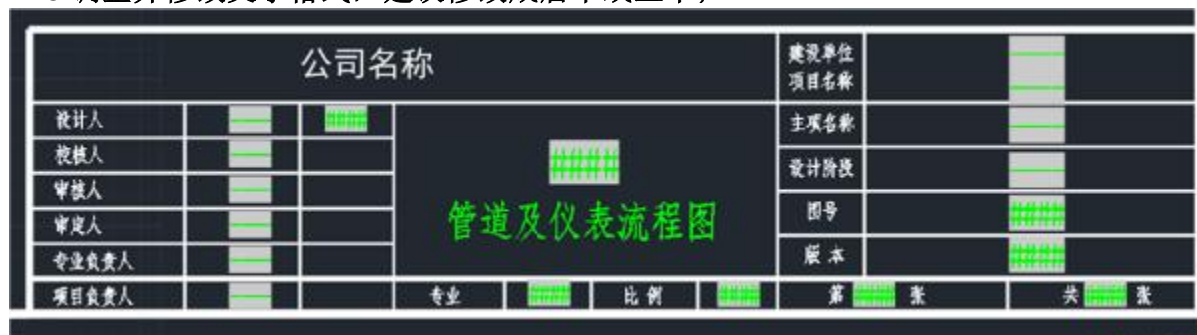 公司名称
建设单位
项目名称
设计人
主项名称
校核人
设计阶段
审核人
####
管道及仪表流程图
图号
####
审定人
版本
####
专业负责人
项目负责人
专业 #### 比例 #### 第 #### 张 共 #### 张